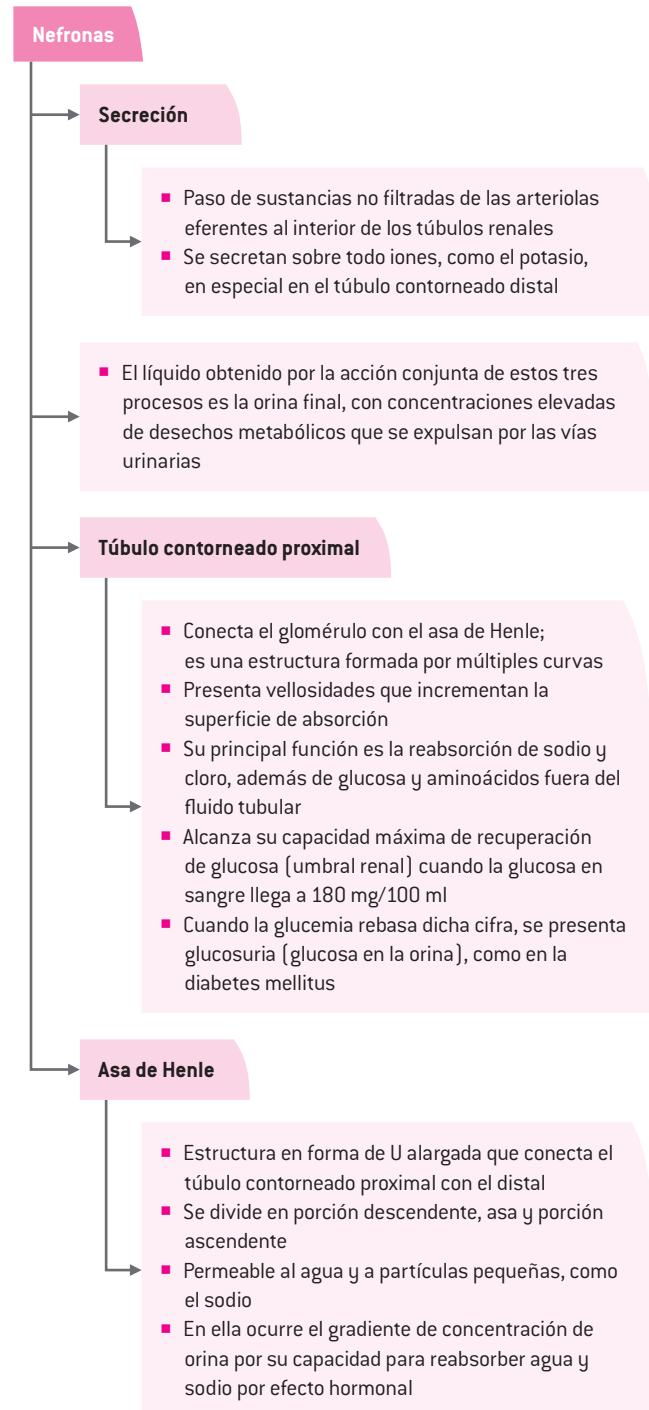 Nefronas
Secreción
■ Paso de sustancias no filtradas de las arteriolas
eferentes al interior de los túbulos renales
■ Se secretan sobre todo iones, como el potasio,
en especial en el túbulo contorneado distal
■ El líquido obtenido por la acción conjunta de estos tres
procesos es la orina final, con concentraciones elevadas
de desechos metabólicos que se expulsan por las vías
urinarias
Túbulo contorneado proximal
■ Conecta el glomérulo con el asa de Henle;
es una estructura formada por múltiples curvas
■ Presenta vellosidades que incrementan la
superficie de absorción
■ Su principal función es la reabsorción de sodio y
cloro, además de glucosa y aminoácidos fuera del
fluido tubular
■ Alcanza su capacidad máxima de recuperación
de glucosa (umbral renal) cuando la glucosa en
sangre llega a 180 mg/100 ml
■ Cuando la glucemia rebasa dicha cifra, se presenta
glucosuria (glucosa en la orina), como en la
diabetes mellitus
Asa de Henle
■ Estructura en forma de U alargada que conecta el
túbulo contorneado proximal con el distal
■ Se divide en porción descendente, asa y porción
ascendente
■ Permeable al agua y a partículas pequeñas, como
el sodio
■ En ella ocurre el gradiente de concentración de
orina por su capacidad para reabsorber agua y
sodio por efecto hormonal